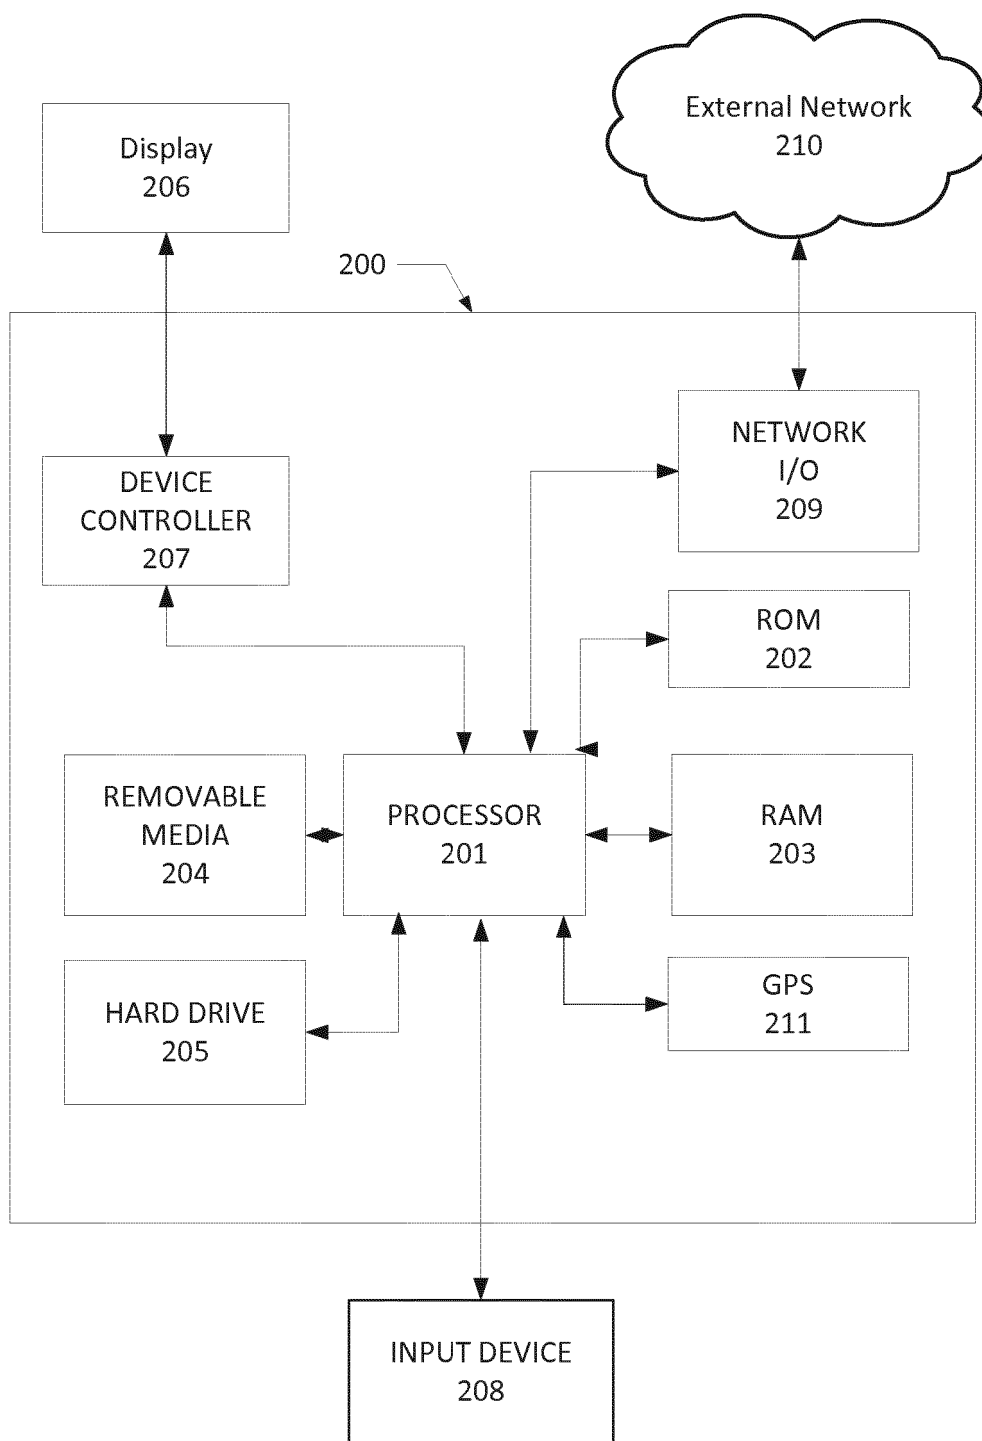 External Network
210
Display
206
200
NETWORK
I/O
209
DEVICE
CONTROLLER
207
ROM
202
REMOVABLE
MEDIA
204
PROCESSOR
201
RAM
203
HARD DRIVE
205
GPS
211
INPUT DEVICE
208